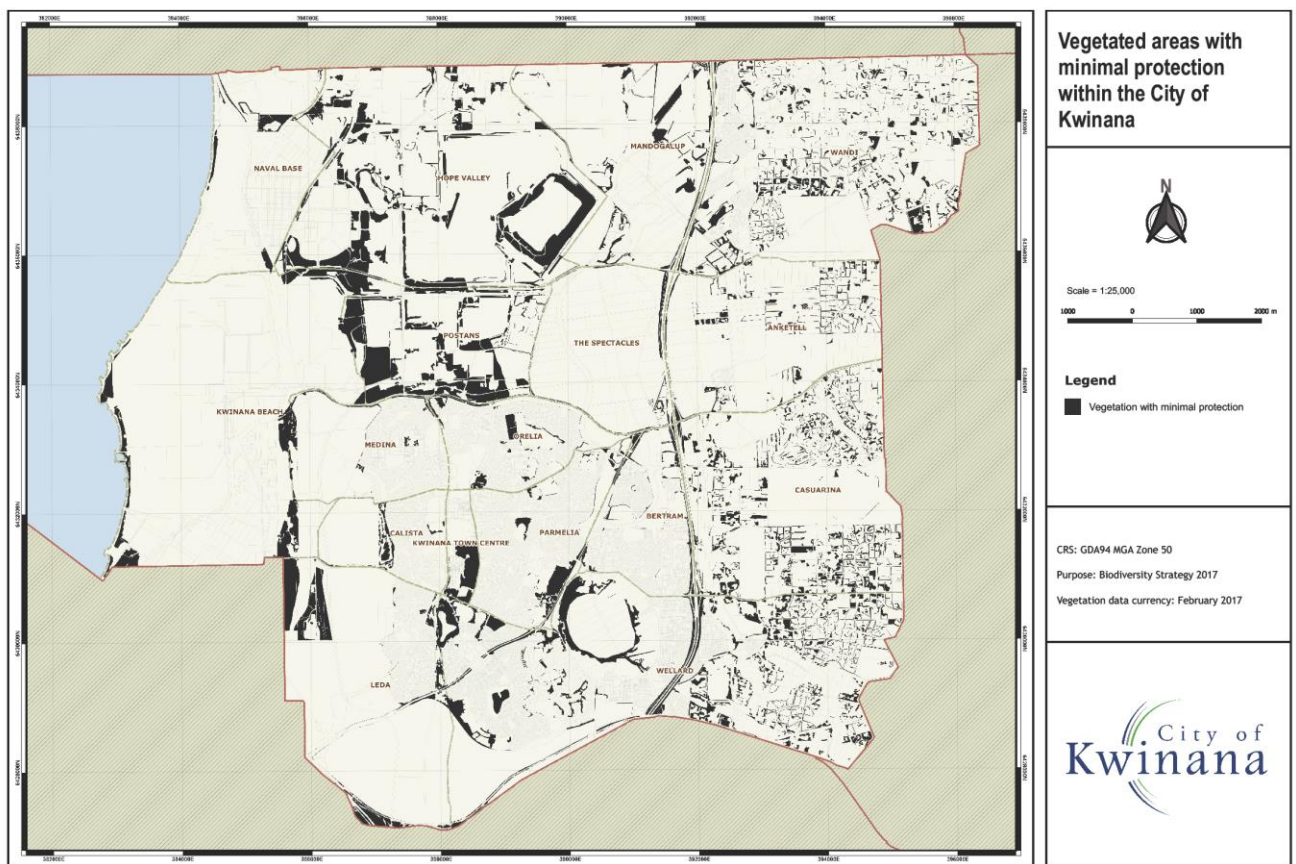 Vegetated areas with
minimal protection
within the City of
Kwinana
N
Scale = 1:25,000
1000 0 1000 2000 m
Legend
Vegetation with minimal protection
CRS: GDA94 MGA Zone 50
Purpose: Biodiversity Strategy 2017
Vegetation data currency: February 2017
City of
Kwinana
MANDOGALUP
WANDI
NAVAL BASE
HOPE VALLEY
ANKETELL
POSTANS
THE SPECTACLES
KWINANA BEACH
ORELIA
MEDINA
CASUARINA
BERTRAM
CALISTA
PARMELIA
KWINANA TOWN CENTRE
WELLARD
LEDA